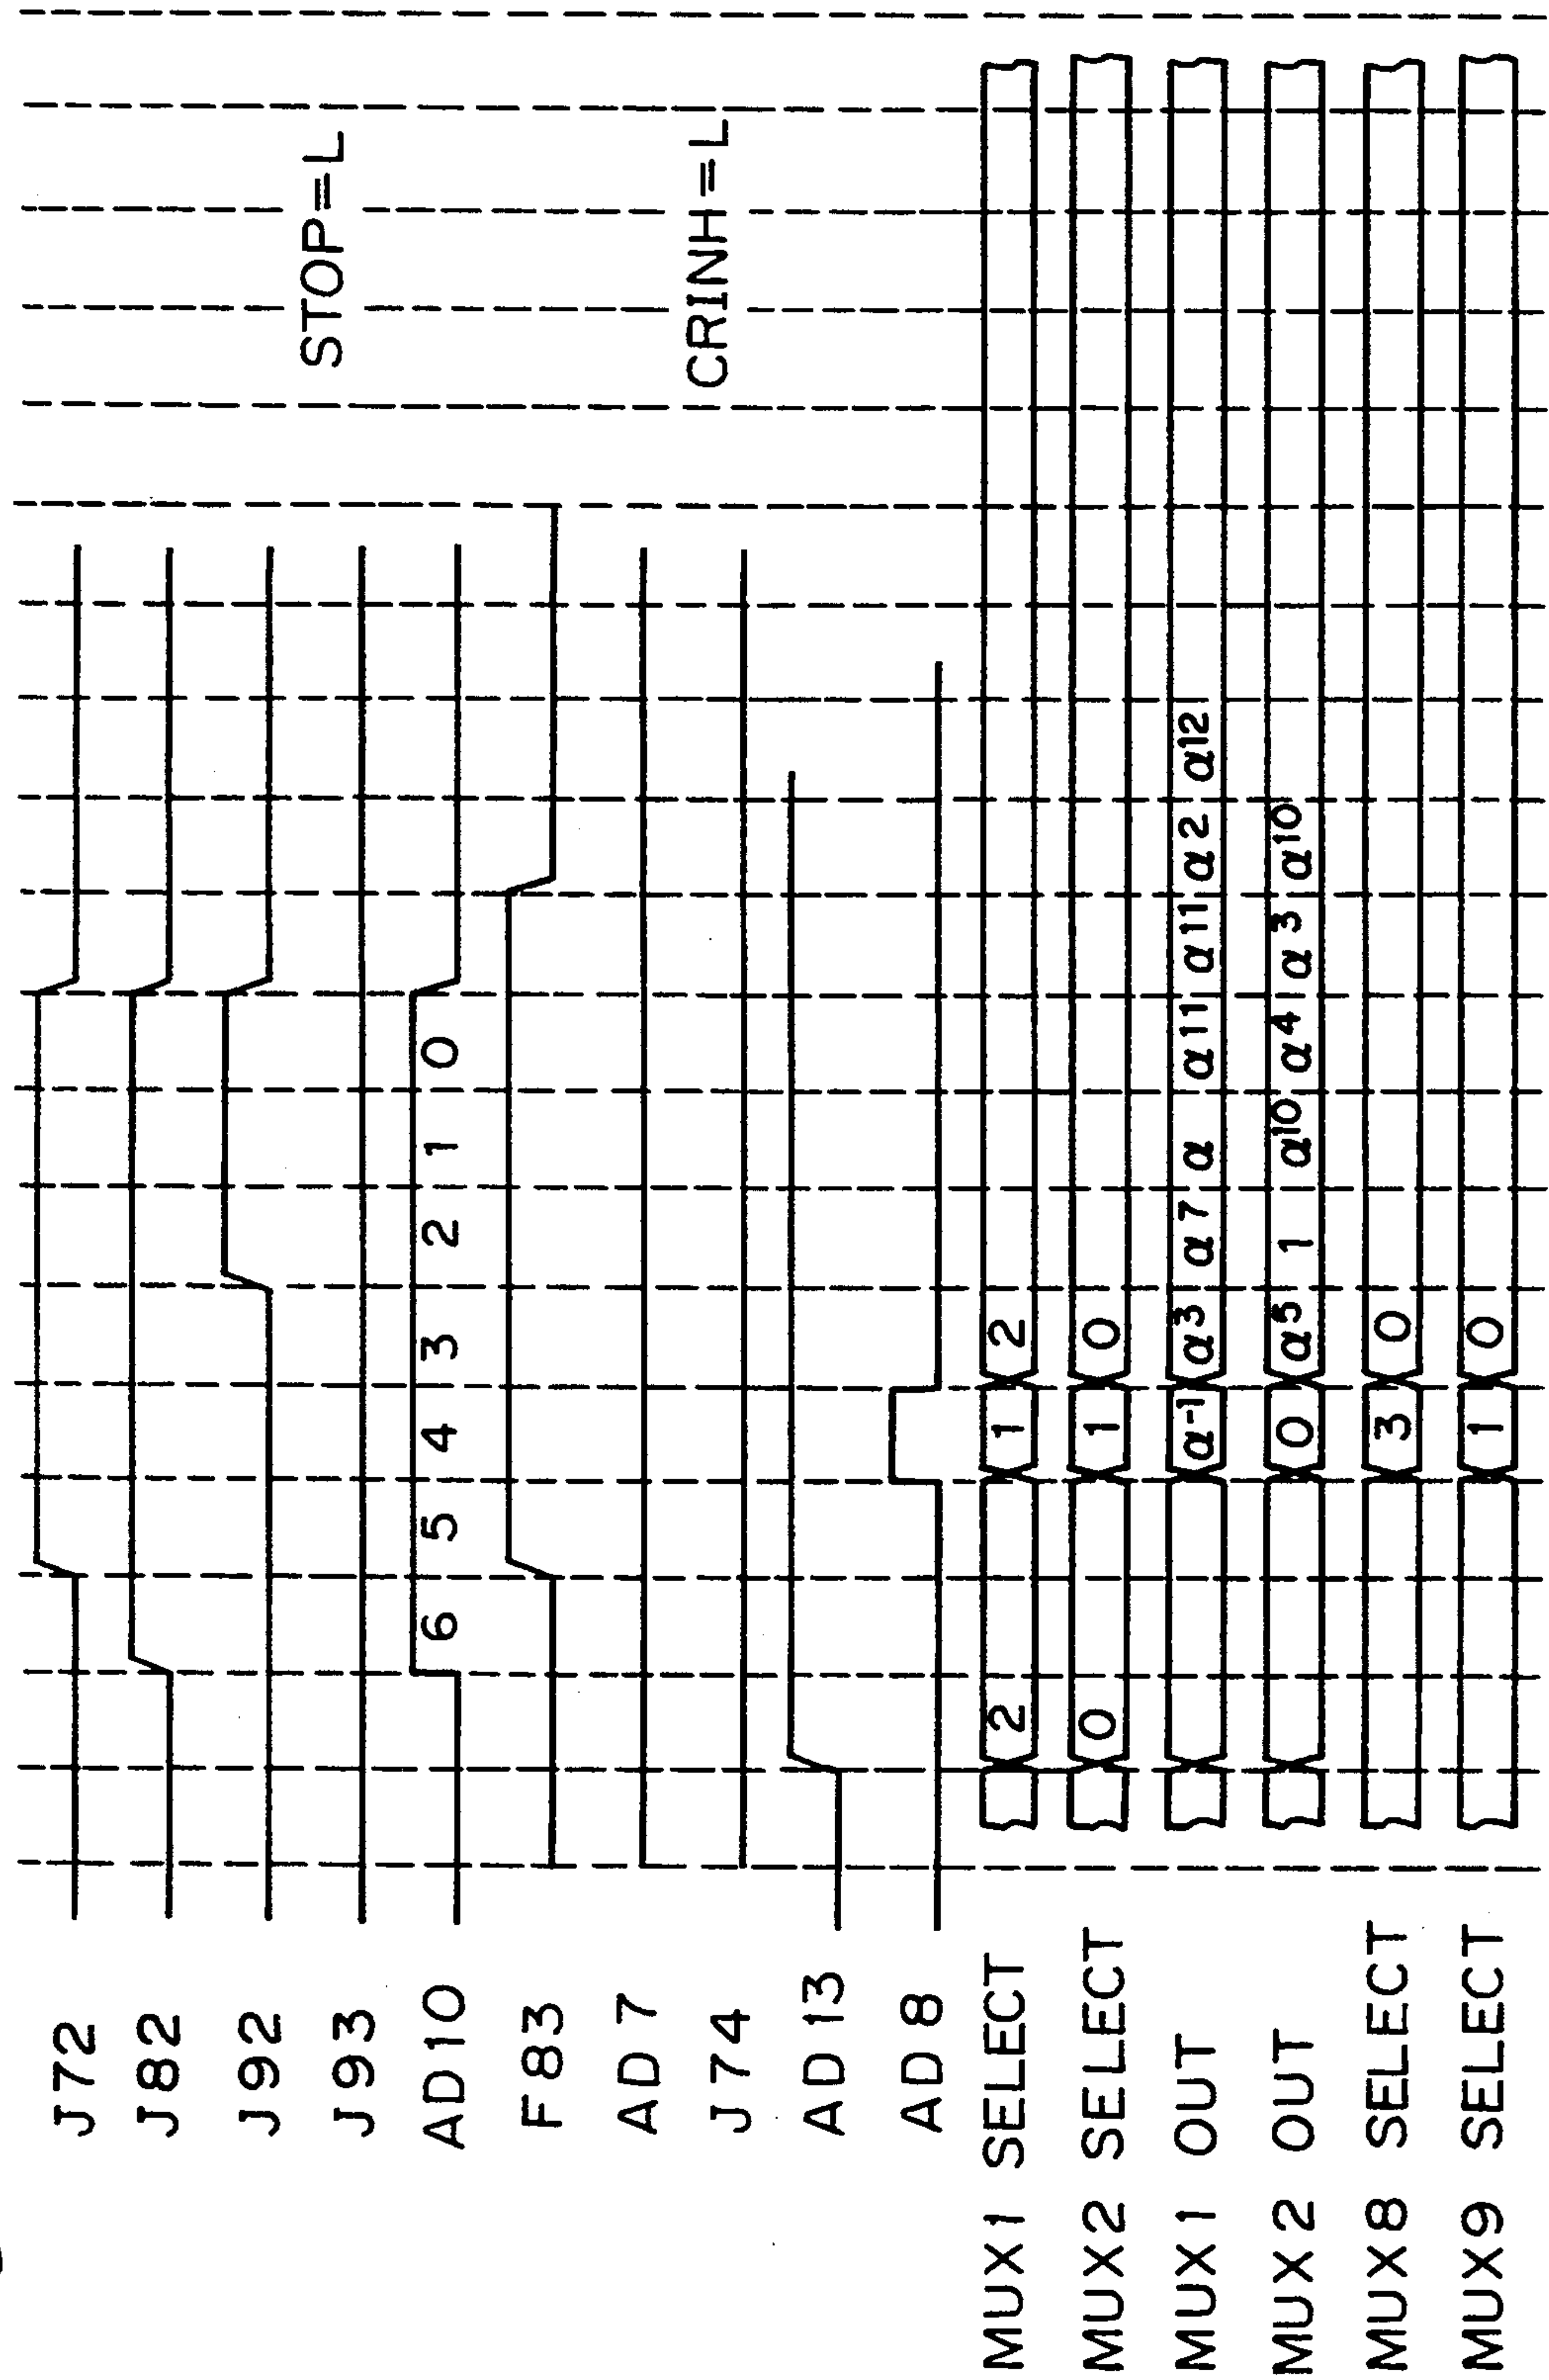 J72
J82
J92
J93
AD10 6 5 4 3 2 1 0
F83
AD7
J74
AD13
AD8
STOP=L
CRINH=L
MUX1 SELECT 2 1 2
MUX2 SELECT 0 1 0
MUX1 OUT α⁻¹ α³ α⁷ α α¹¹ α¹¹ α² α¹²
MUX2 OUT 0 α⁵ 1 α¹⁰ α⁴ α³ α¹⁰
MUX8 SELECT 3 0
MUX9 SELECT 1 0